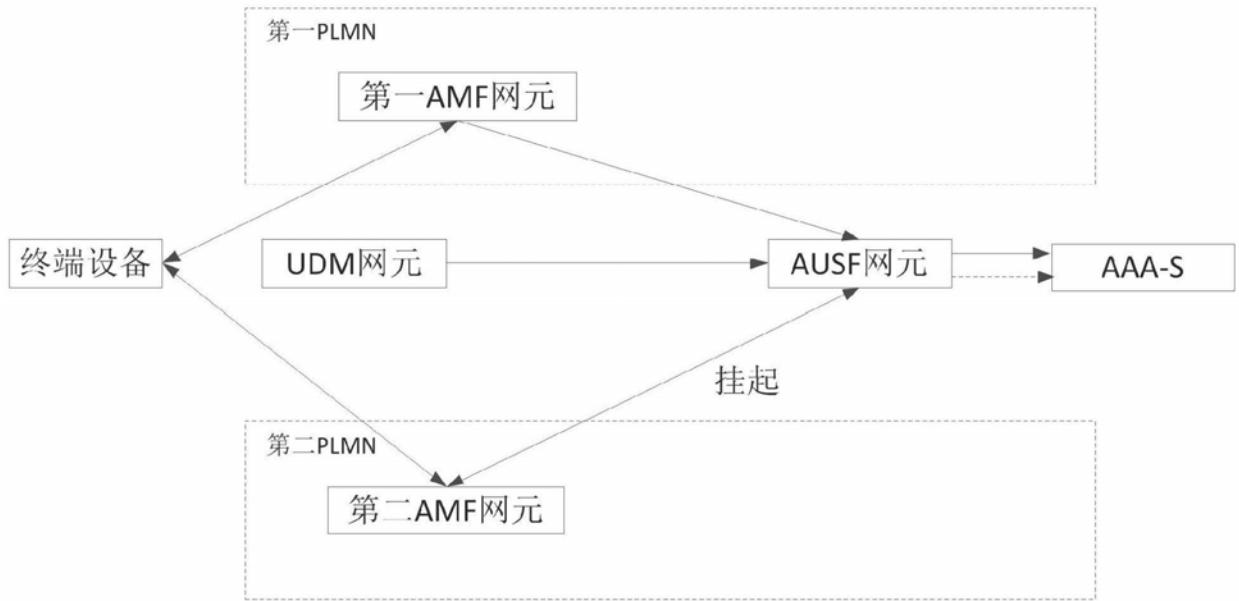 第一PLMN
第一AMF网元
终端设备
UDM网元
AUSF网元
AAA-S
挂起
第二PLMN
第二AMF网元